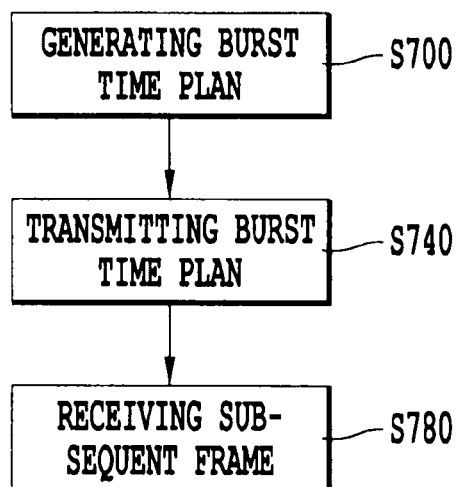 GENERATING BURST
TIME PLAN
S700
TRANSMITTING BURST
TIME PLAN
S740
RECEIVING SUB-
SEQUENT FRAME
S780